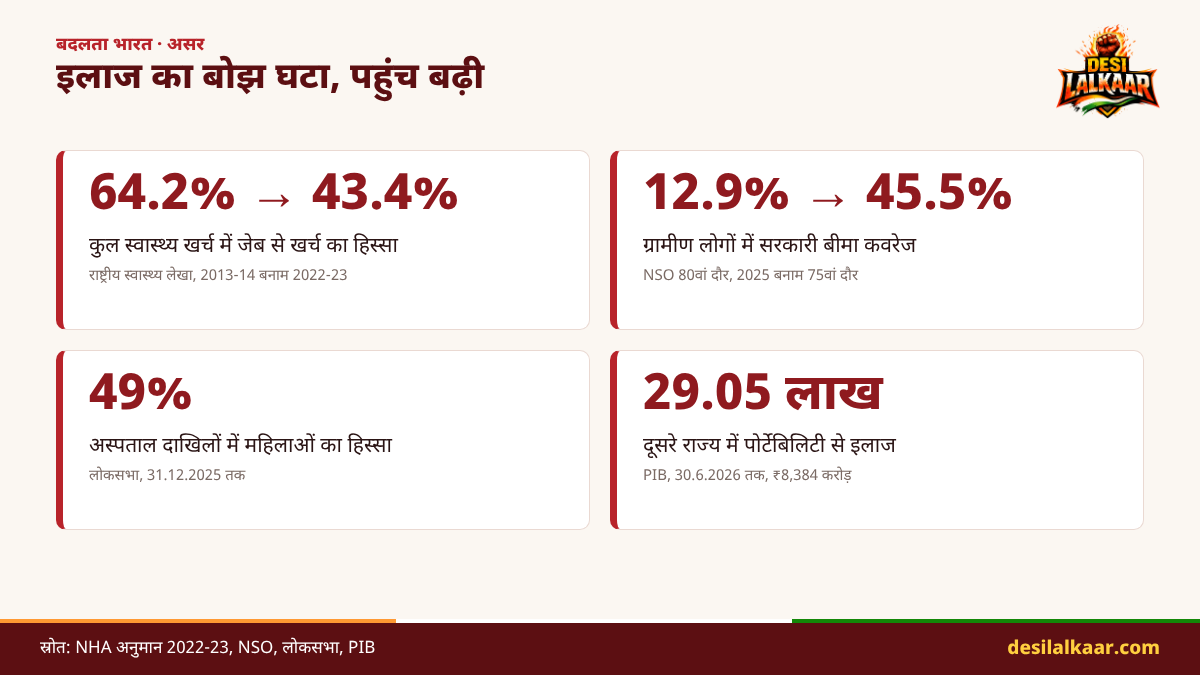 बदलता भारत · असर
इलाज का बोझ घटा, पहुंच बढ़ी
DESI
LALKAAR
64.2% → 43.4%
कुल स्वास्थ्य खर्च में जेब से खर्च का हिस्सा
राष्ट्रीय स्वास्थ्य लेखा, 2013-14 बनाम 2022-23
12.9% → 45.5%
ग्रामीण लोगों में सरकारी बीमा कवरेज
NSO 80वां दौर, 2025 बनाम 75वां दौर
49%
अस्पताल दाखिलों में महिलाओं का हिस्सा
लोकसभा, 31.12.2025 तक
29.05 लाख
दूसरे राज्य में पोर्टेबिलिटी से इलाज
PIB, 30.6.2026 तक, ₹8,384 करोड़
स्रोत: NHA अनुमान 2022-23, NSO, लोकसभा, PIB
desilalkaar.com